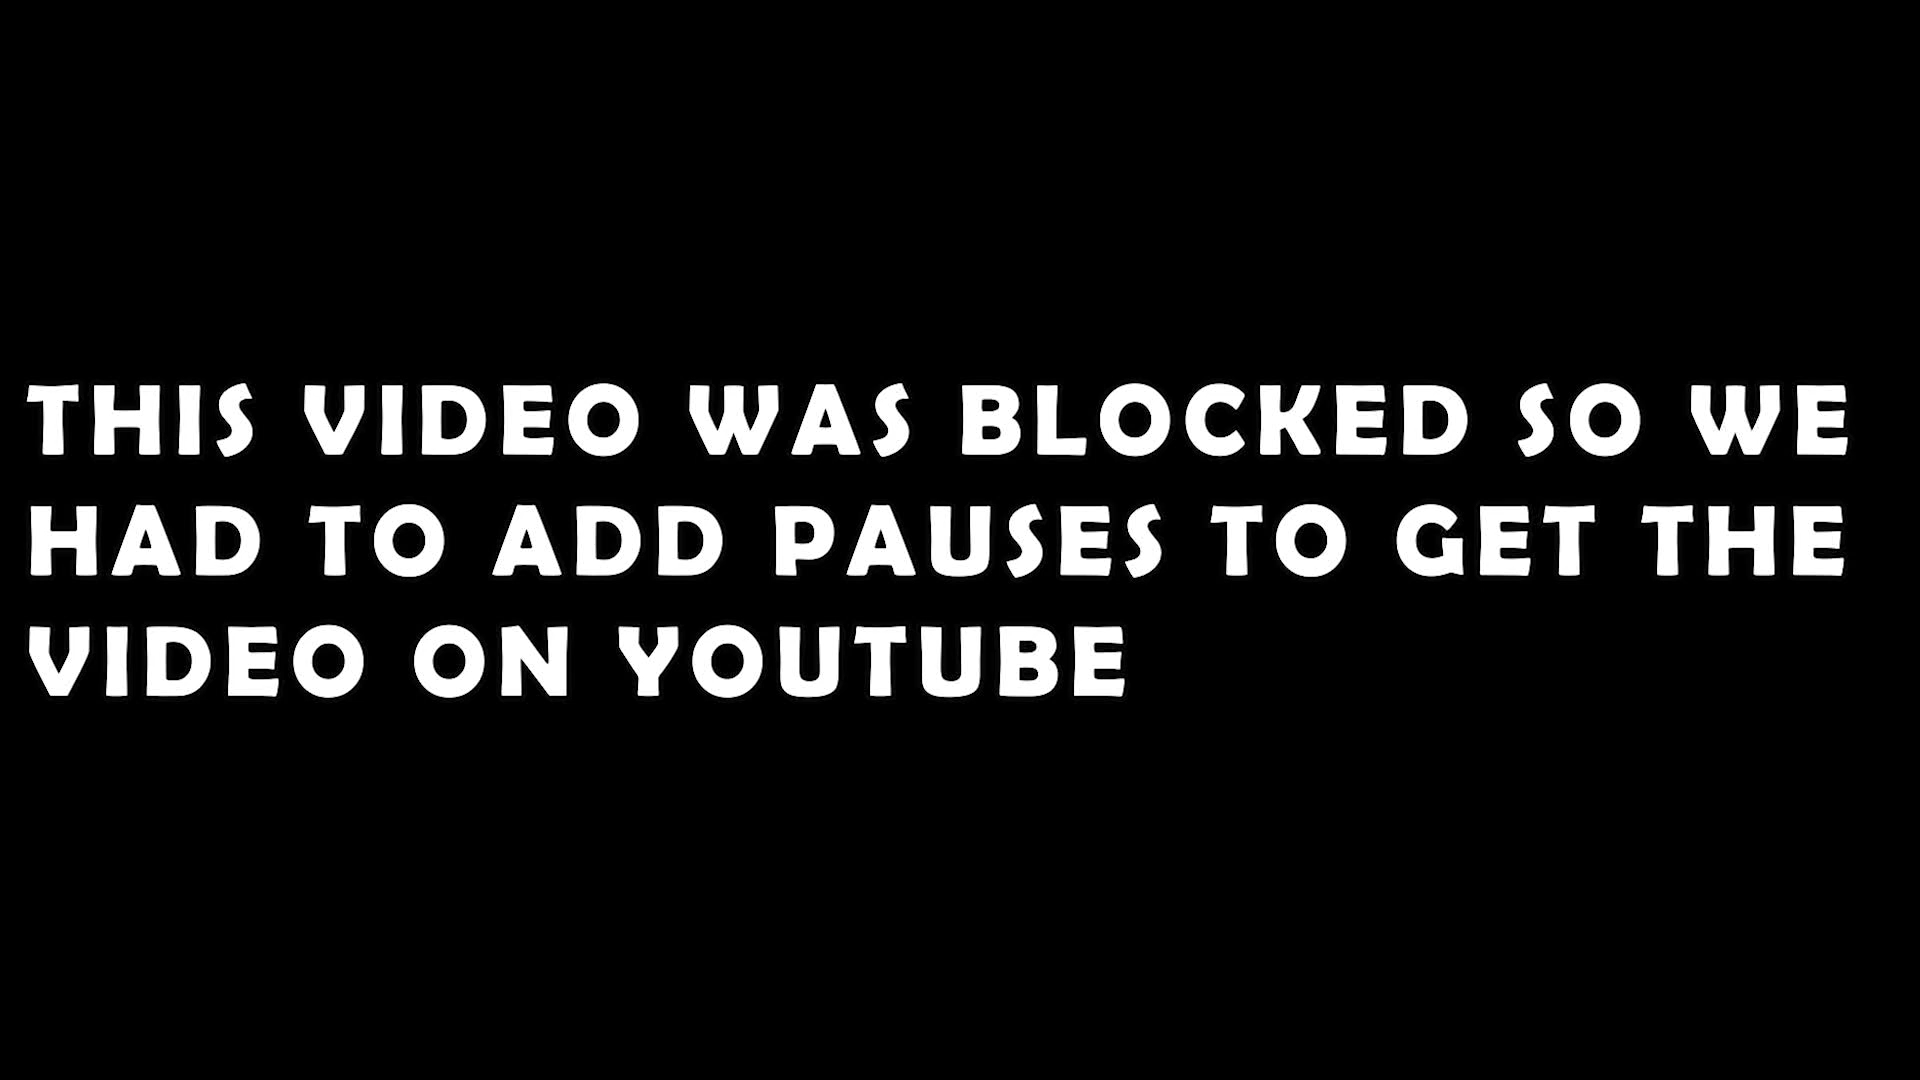 THIS VIDEO WAS BLOCKED SO WE
HAD TO ADD PAUSES TO GET THE
VIDEO ON YOUTUBE